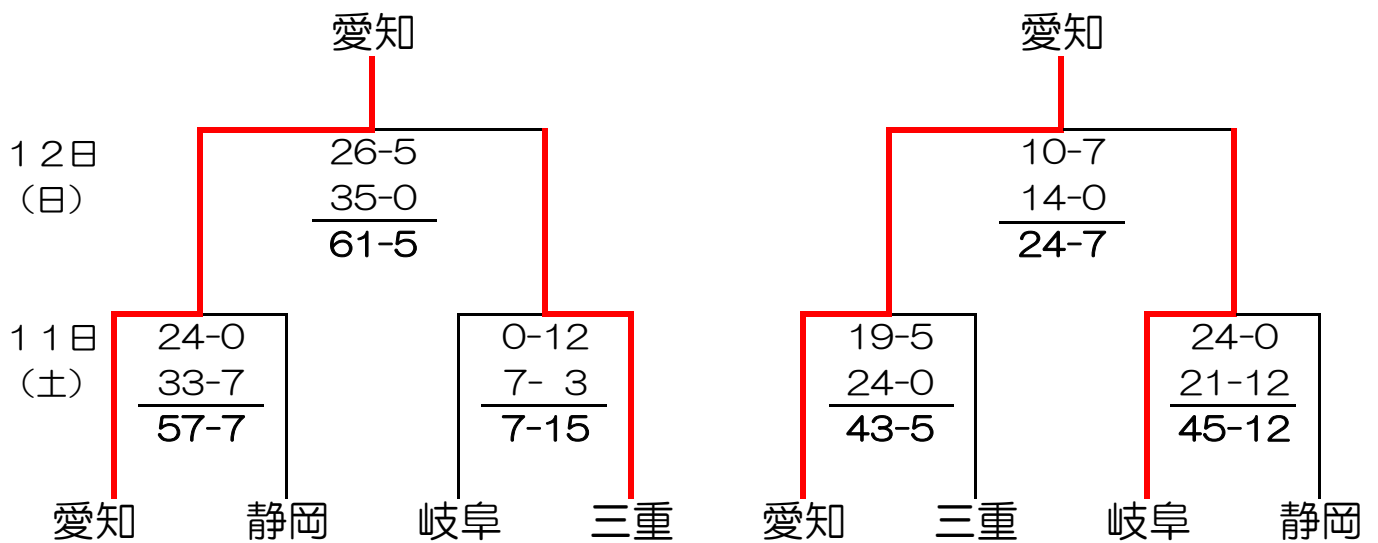 愛知 愛知
12日 26-5 10-7
（日） 35-0 14-0
61-5 24-7
11日 24-0 0-12 19-5 24-0
（土） 33-7 7- 3 24-0 21-12
57-7 7-15 43-5 45-12
愛知 静岡 岐阜 三重 愛知 三重 岐阜 静岡